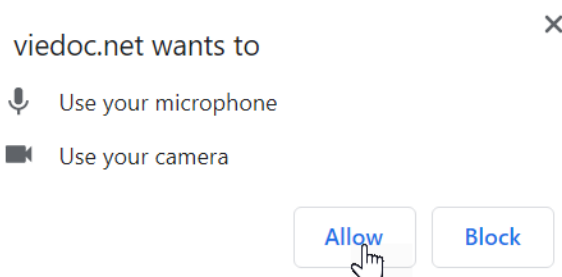 viedoc.net wants to
Use your microphone
Use your camera
Allow
Block